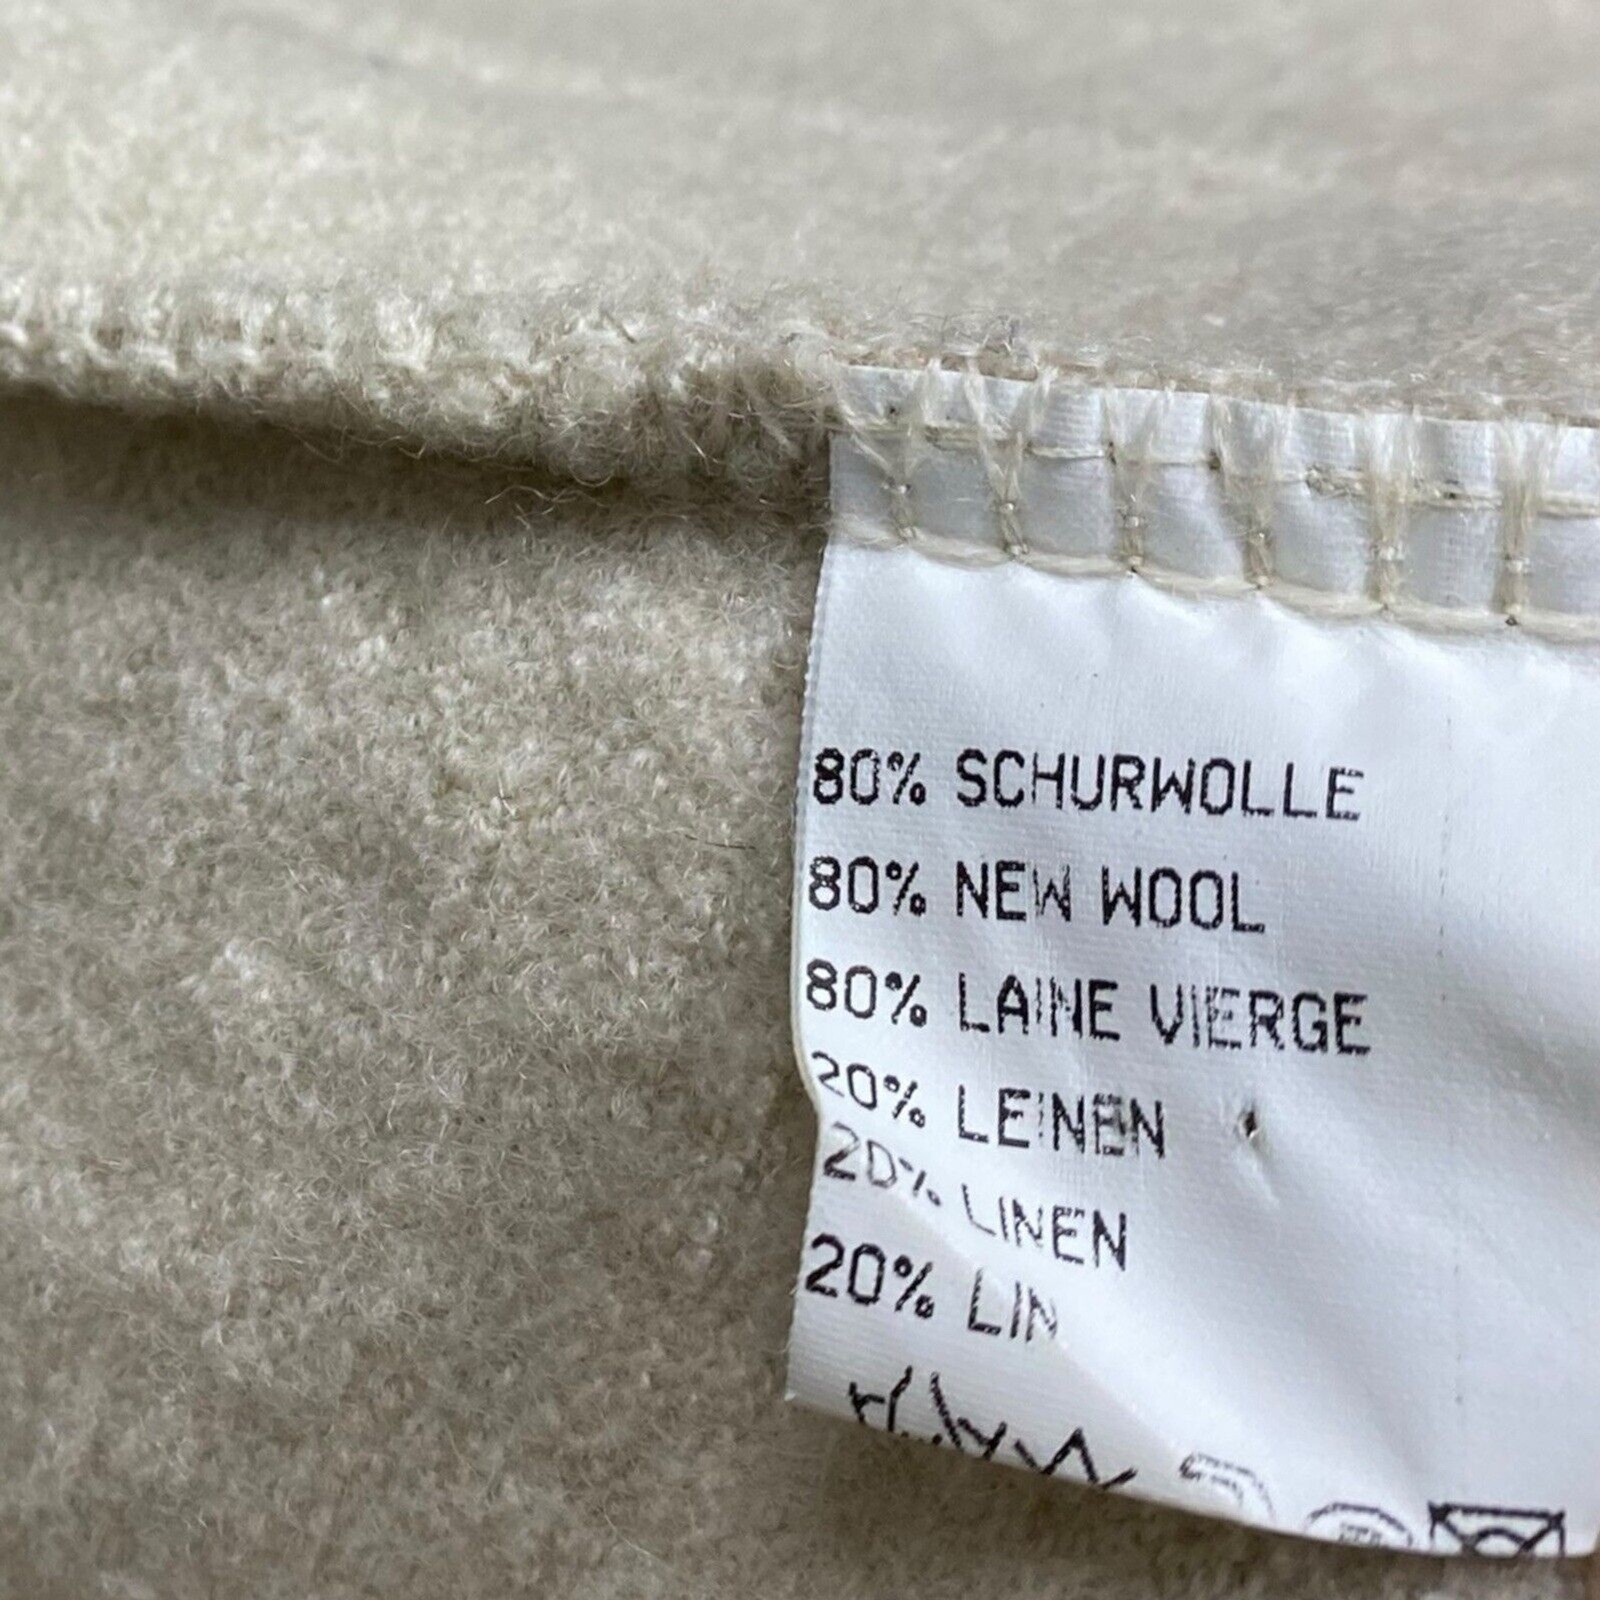 80% SCHURWOLLE
80% NEW WOOL
80% LAINE VIERGE
20% LEINEN
20% LINEN
20% LIN